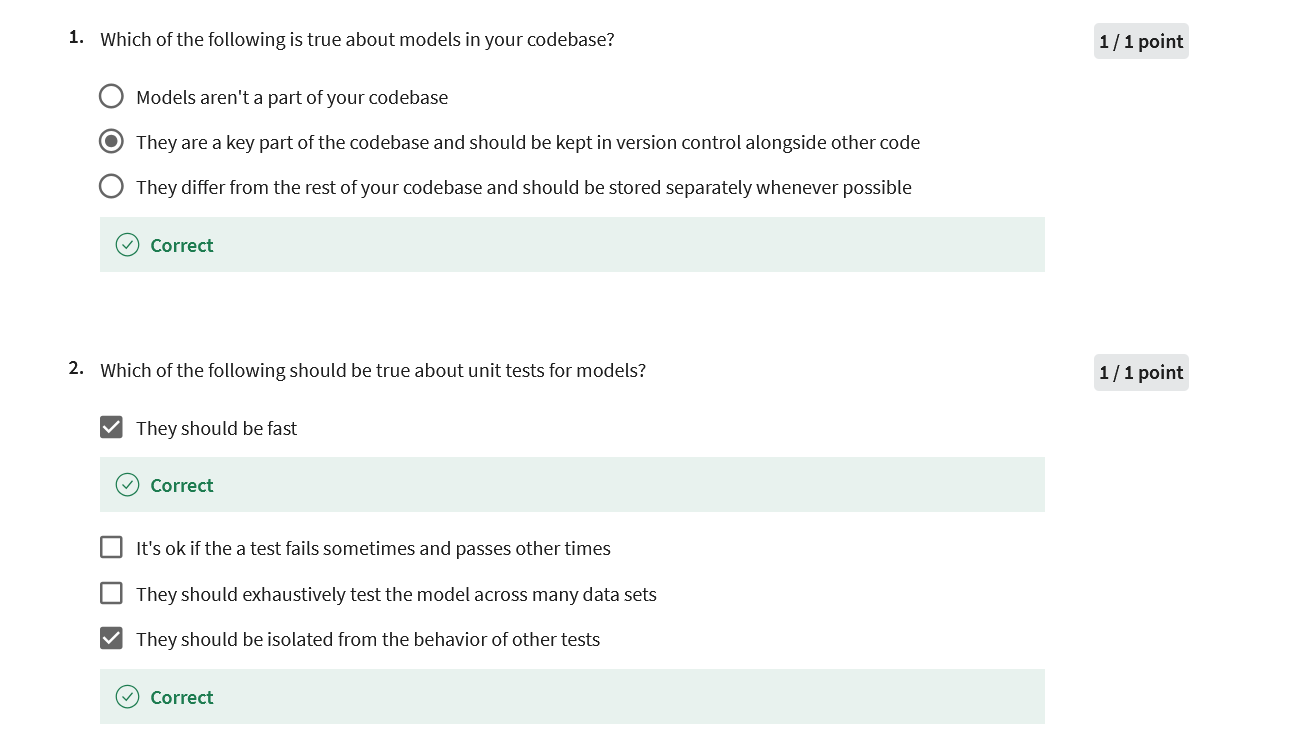 1. Which of the following is true about models in your codebase?
1 / 1 point
Models aren't a part of your codebase
They are a key part of the codebase and should be kept in version control alongside other code
They differ from the rest of your codebase and should be stored separately whenever possible
Correct
2. Which of the following should be true about unit tests for models?
1 / 1 point
They should be fast
Correct
It's ok if the a test fails sometimes and passes other times
They should exhaustively test the model across many data sets
They should be isolated from the behavior of other tests
Correct